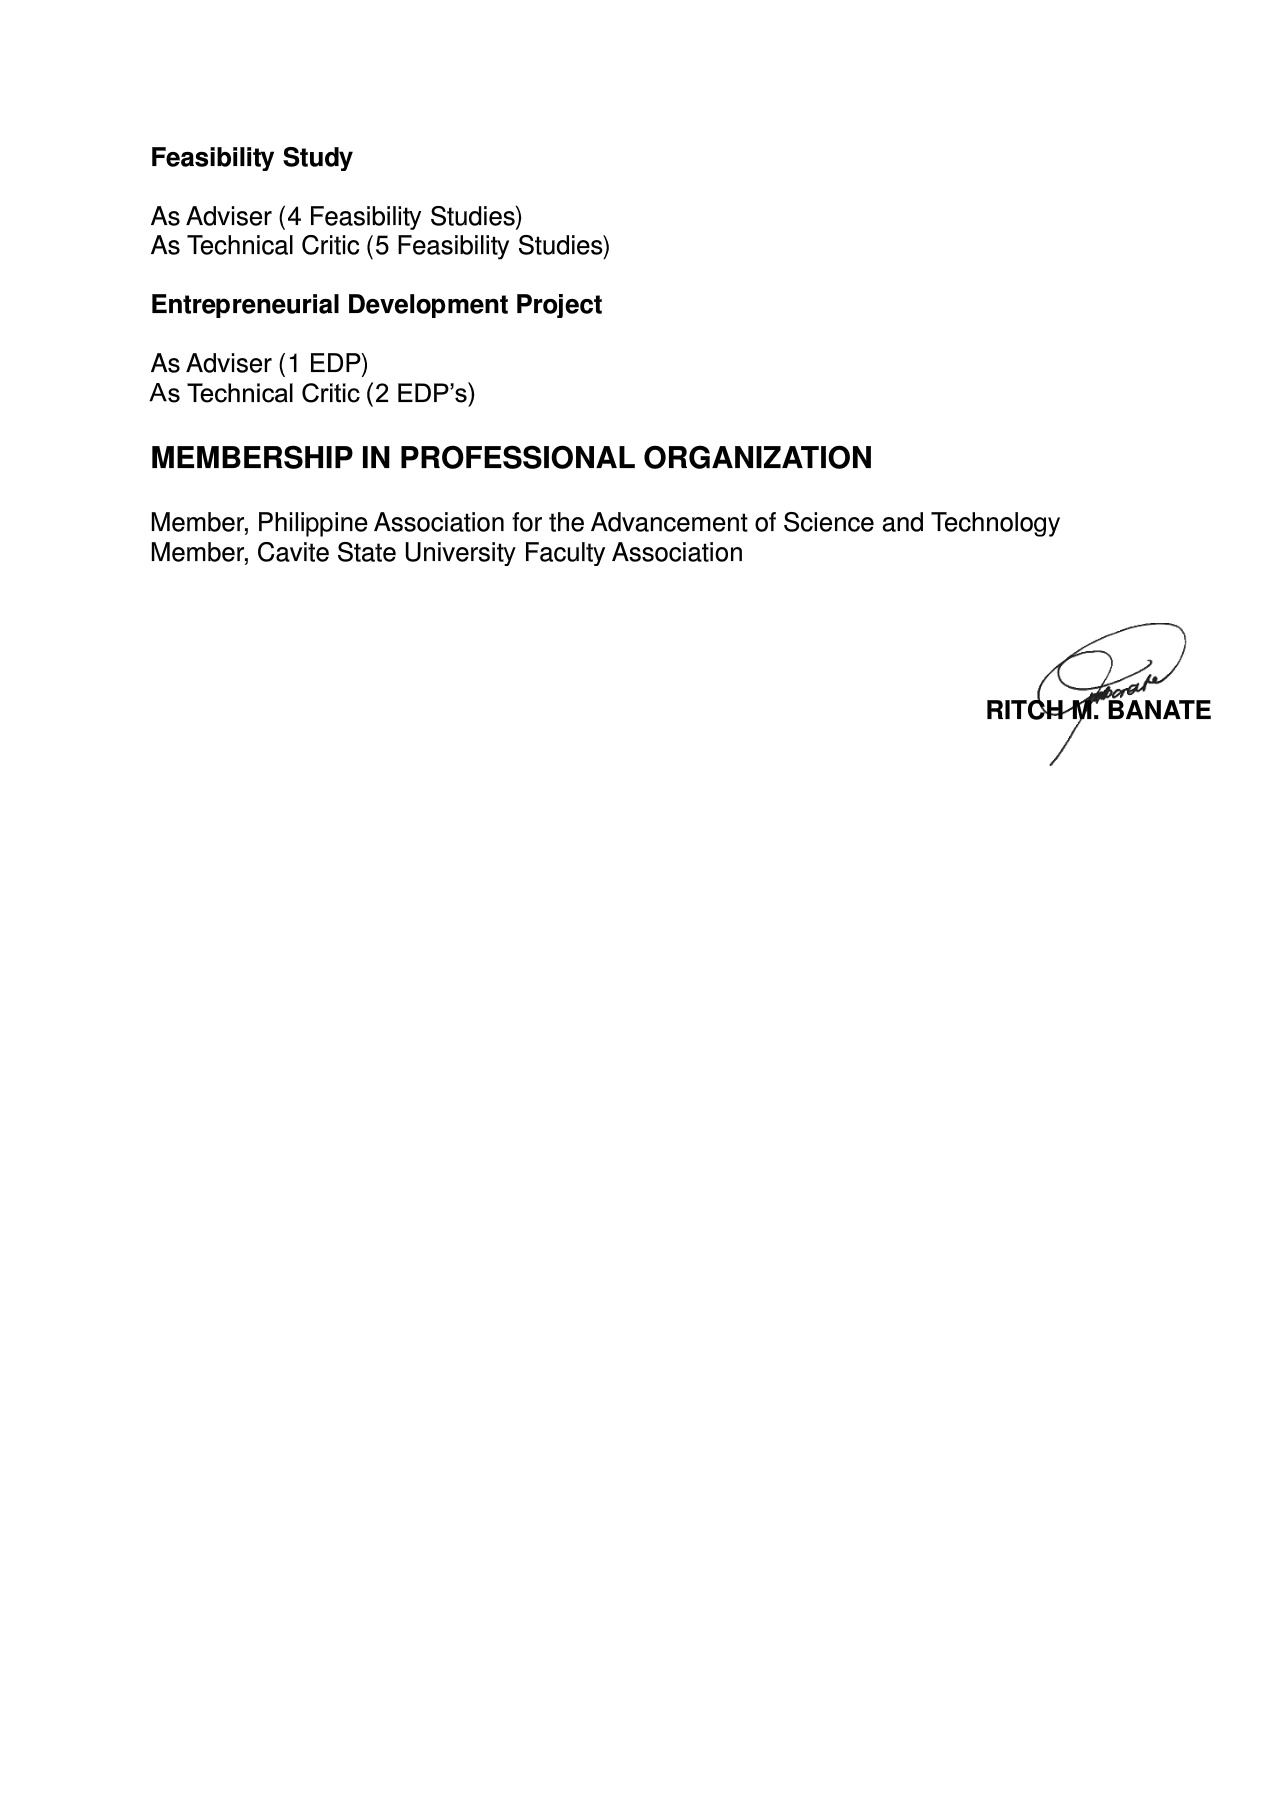 Feasibility Study
As Adviser (4 Feasibility Studies)
As Technical Critic (5 Feasibility Studies)
Entrepreneurial Development Project
As Adviser (1 EDP)
As Technical Critic (2 EDP’s)
MEMBERSHIP IN PROFESSIONAL ORGANIZATION
Member, Philippine Association for the Advancement of Science and Technology
Member, Cavite State University Faculty Association
RITCH M. BANATE